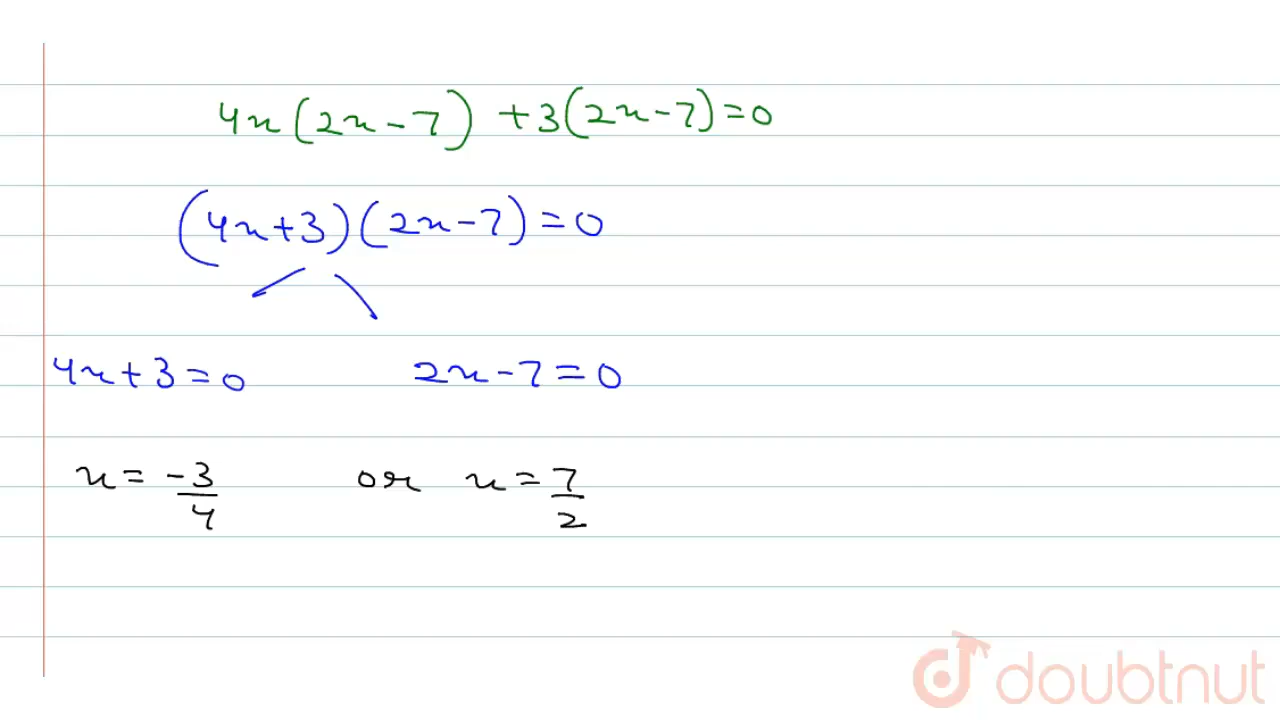 4x(2x-7) +3(2x-7)=0
(4x+3)(2x-7)=0
4x+3=0 2x-7=0
x= -3/4 or x=7/2
doubtnut